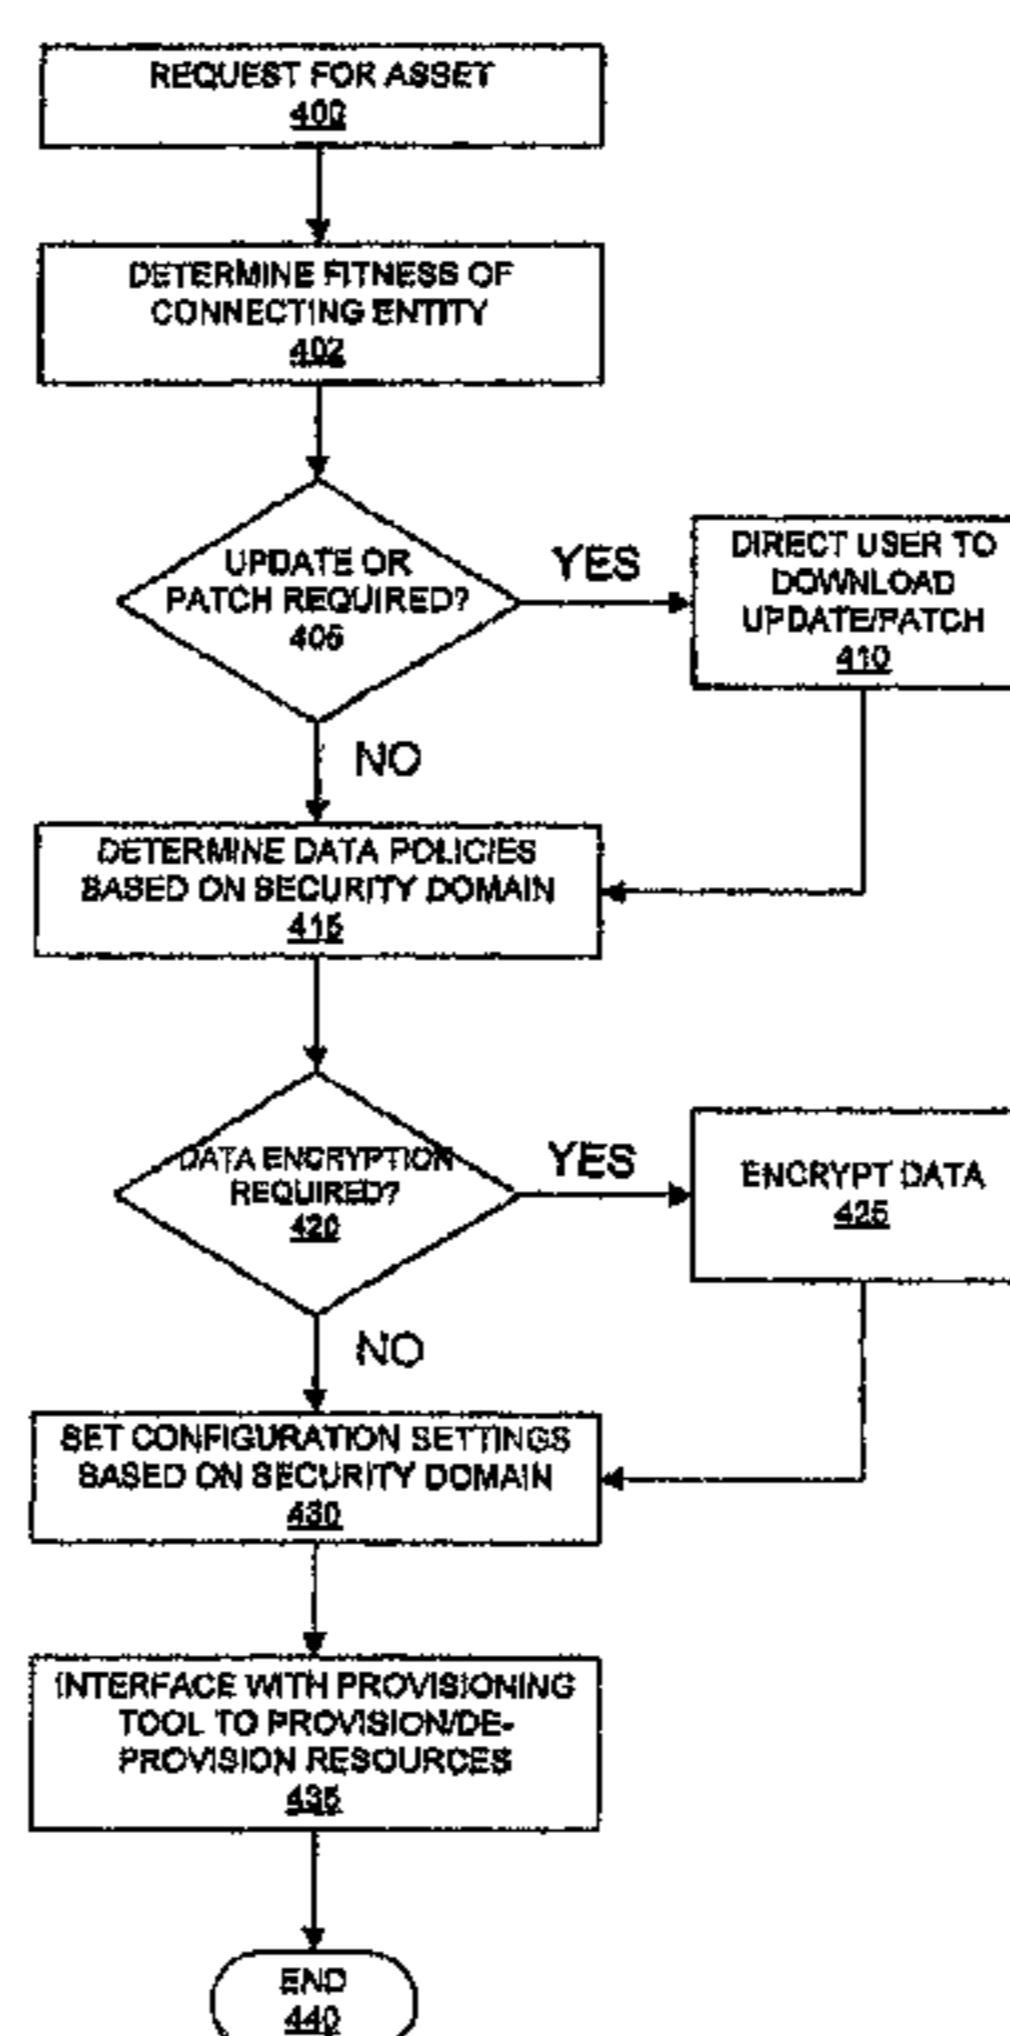 REQUEST FOR ASSET
400
DETERMINE FITNESS OF
CONNECTING ENTITY
402
UPDATE OR
PATCH REQUIRED?
405
YES
DIRECT USER TO
DOWNLOAD
UPDATE/PATCH
410
NO
DETERMINE DATA POLICIES
BASED ON SECURITY DOMAIN
415
DATA ENCRYPTION
REQUIRED?
420
YES
ENCRYPT DATA
425
NO
SET CONFIGURATION SETTINGS
BASED ON SECURITY DOMAIN
430
INTERFACE WITH PROVISIONING
TOOL TO PROVISION/DE-
PROVISION RESOURCES
435
END
440